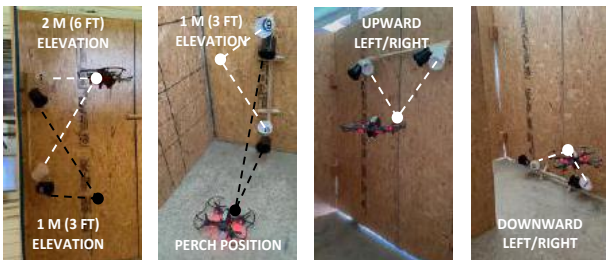 2 M (6 FT)
ELEVATION
1 M (3 FT)
ELEVATION
1 M (3 FT)
ELEVATION
PERCH POSITION
UPWARD
LEFT/RIGHT
DOWNWARD
LEFT/RIGHT